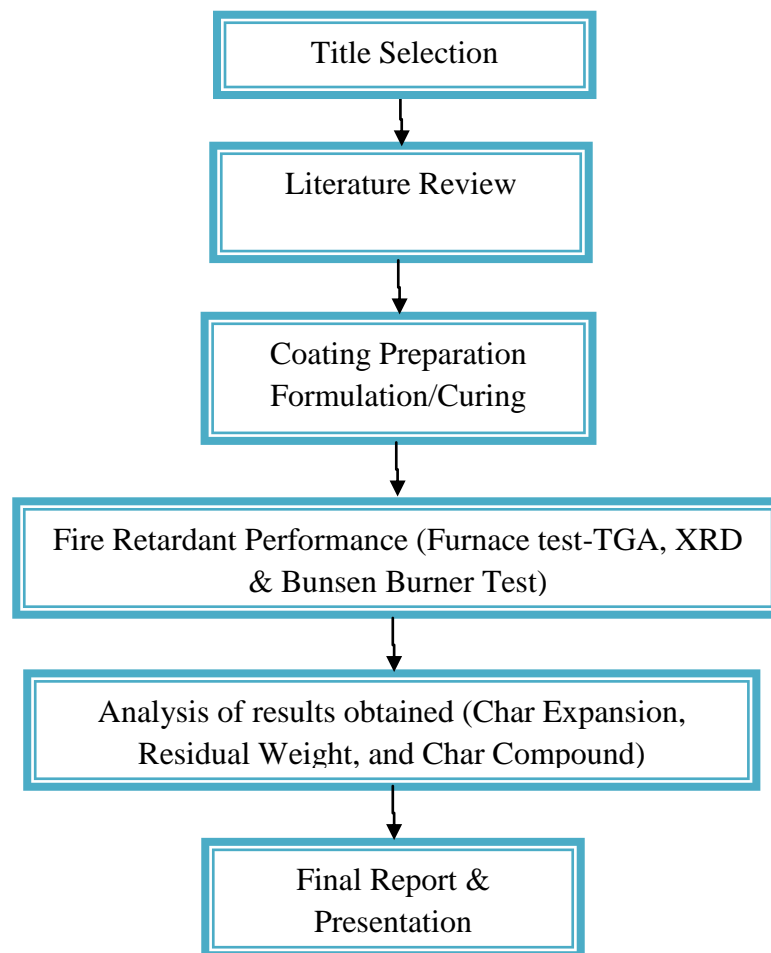 Title Selection
Literature Review
Coating Preparation
Formulation/Curing
Fire Retardant Performance (Furnace test-TGA, XRD
& Bunsen Burner Test)
Analysis of results obtained (Char Expansion,
Residual Weight, and Char Compound)
Final Report &
Presentation